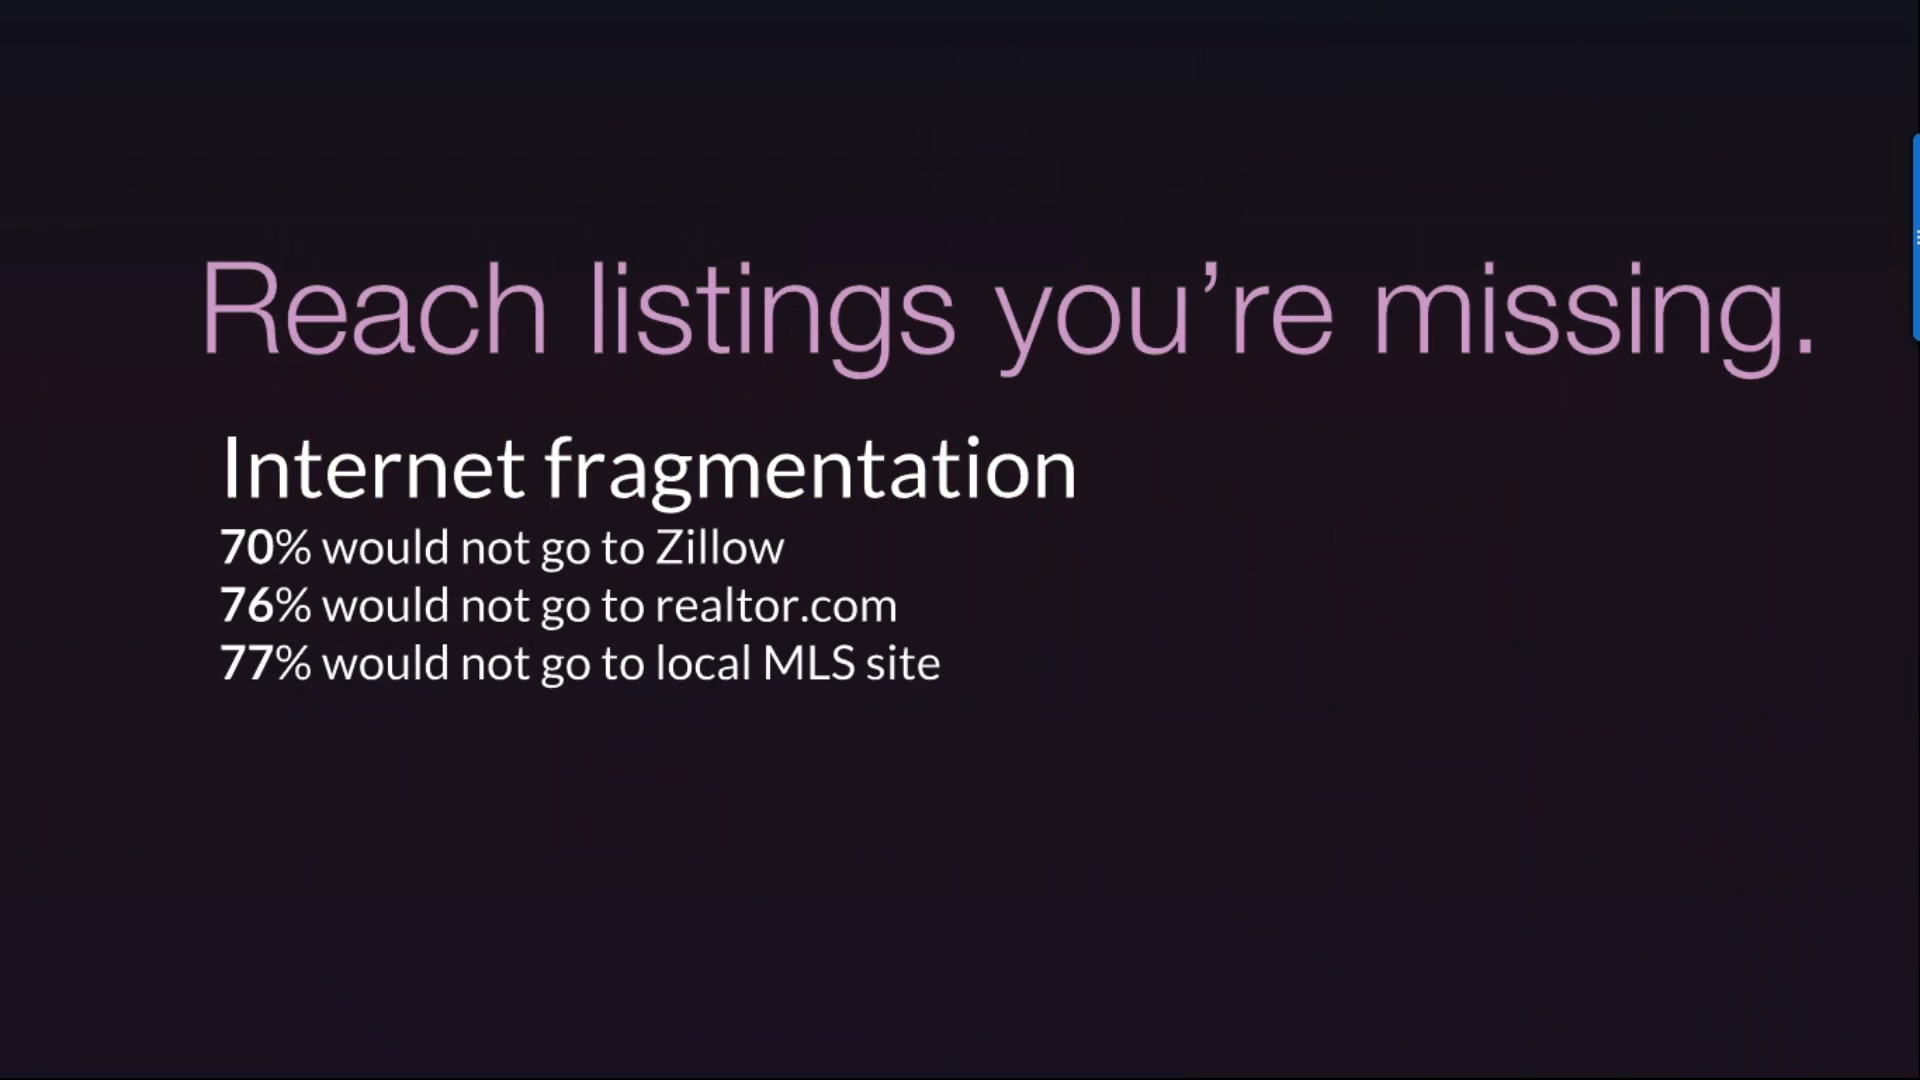 Reach listings you’re missing.
Internet fragmentation
70% would not go to Zillow
76% would not go to realtor.com
77% would not go to local MLS site